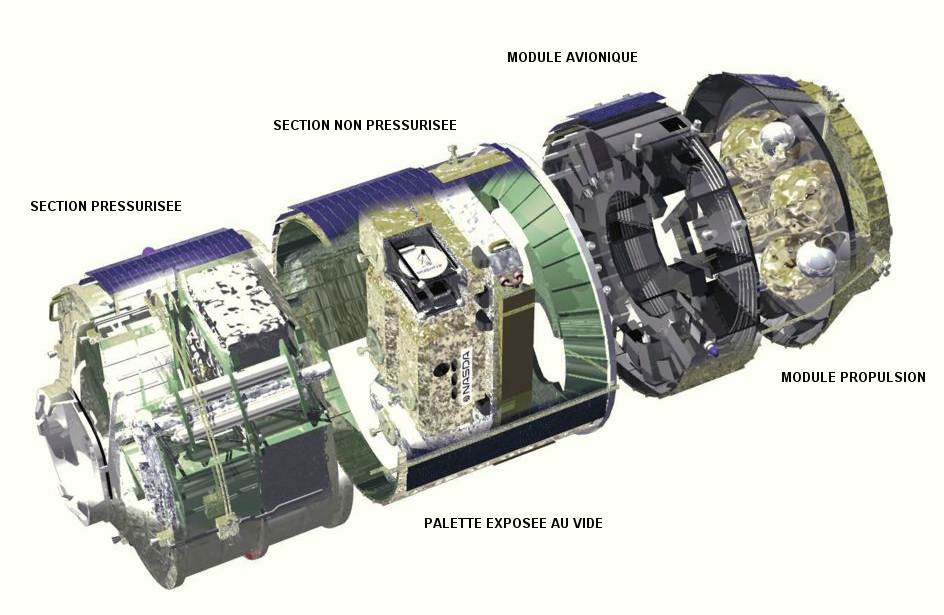 MODULE AVIONIQUE
SECTION NON PRESSURISEE
SECTION PRESSURISEE
NASDA
MODULE PROPULSION
PALETTE EXPOSEE AU VIDE